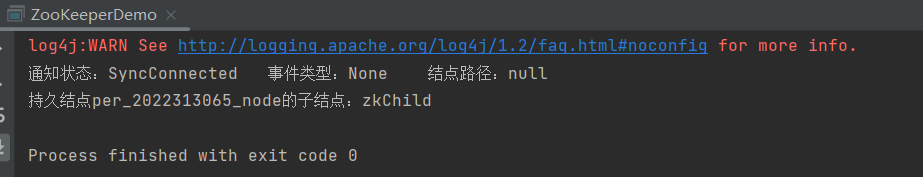 ZooKeeperDemo
log4j:WARN See http://logging.apache.org/log4j/1.2/faq.html#noconfig for more info.
通知状态：SyncConnected 事件类型：None 结点路径：null
持久结点per_2022313065_node的子结点：zkChild
Process finished with exit code 0